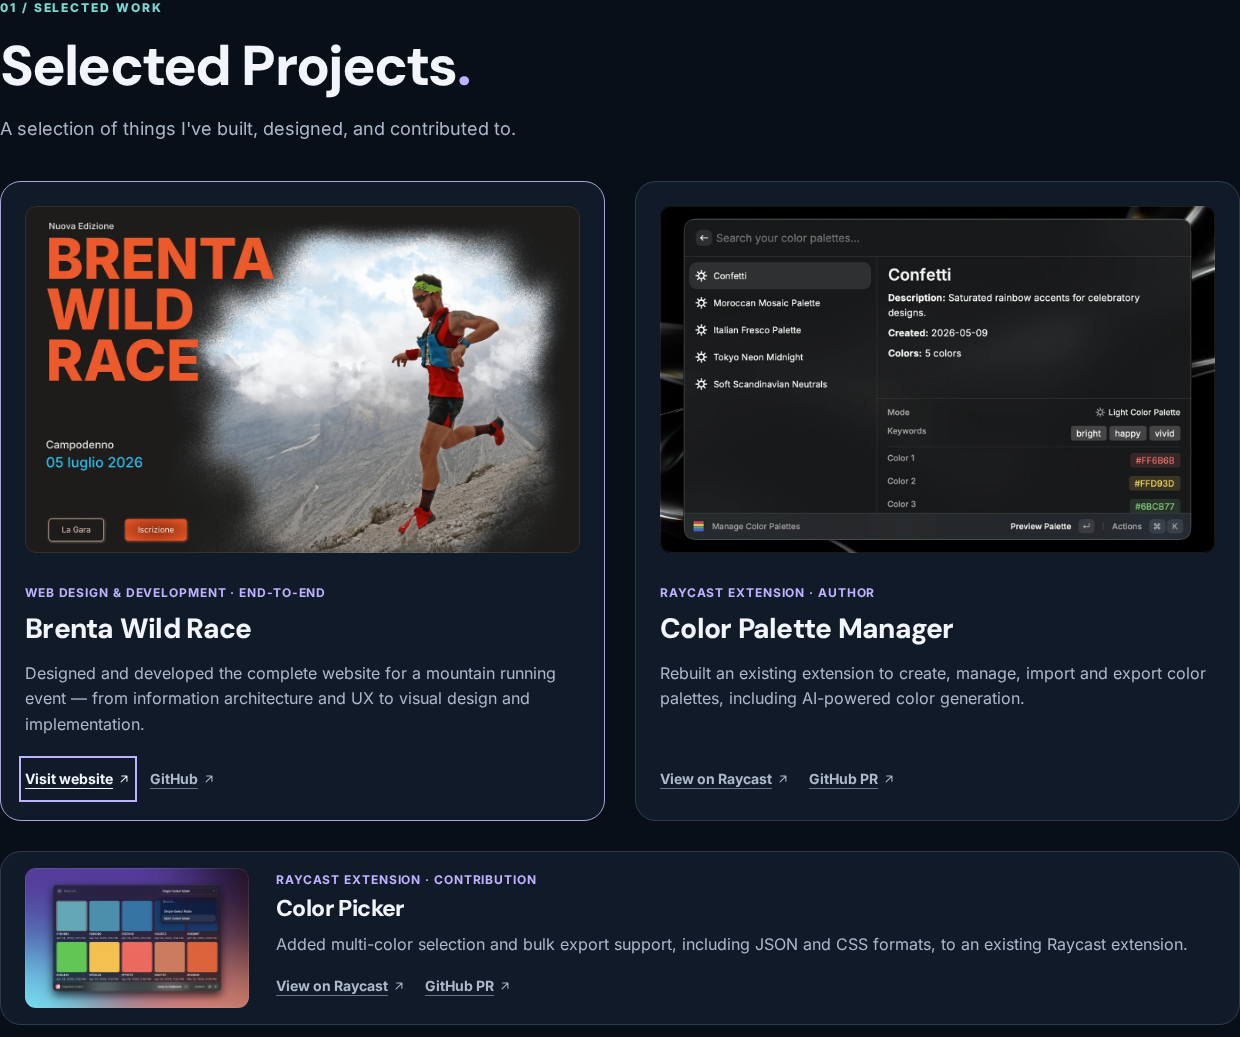 01 / SELECTED WORK
Selected Projects.
A selection of things I've built, designed, and contributed to.
Nuova Edizione
BRENTA
WILD
RACE
Campodenno
05 luglio 2026
La Gara
Iscrizione
WEB DESIGN & DEVELOPMENT · END-TO-END
Brenta Wild Race
Designed and developed the complete website for a mountain running
event — from information architecture and UX to visual design and
implementation.
Visit website ↗ GitHub ↗
Search your color palettes...
Confetti
Moroccan Mosaic Palette
Italian Fresco Palette
Tokyo Neon Midnight
Soft Scandinavian Neutrals
Confetti
Description: Saturated rainbow accents for celebratory
designs.
Created: 2026-05-09
Colors: 5 colors
Mode Light Color Palette
Keywords bright happy vivid
Color 1 #FF6B6B
Color 2 #FFD93D
Color 3 #6BCB77
Manage Color Palettes Preview Palette ↵ Actions ⌘ K
RAYCAST EXTENSION · AUTHOR
Color Palette Manager
Rebuilt an existing extension to create, manage, import and export color
palettes, including AI-powered color generation.
View on Raycast ↗ GitHub PR ↗
RAYCAST EXTENSION · CONTRIBUTION
Color Picker
Added multi-color selection and bulk export support, including JSON and CSS formats, to an existing Raycast extension.
View on Raycast ↗ GitHub PR ↗